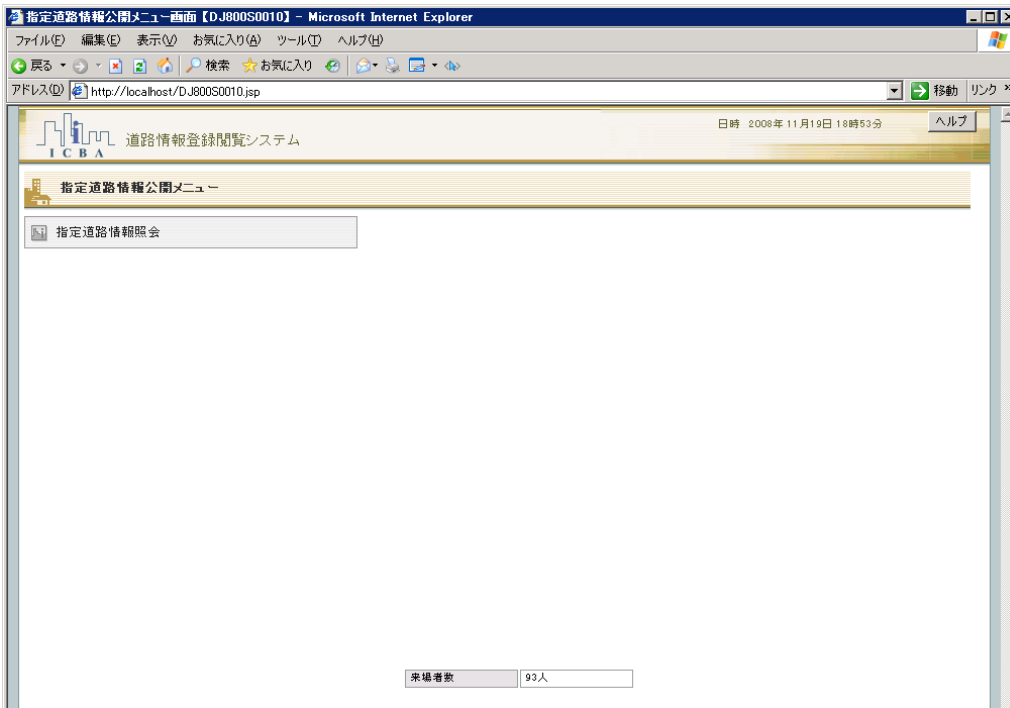 指定道路情報公開メニュー画面【DJ800S0010】 - Microsoft Internet Explorer
ファイル(F) 編集(E) 表示(V) お気に入り(A) ツール(T) ヘルプ(H)
戻る 検索 お気に入り
アドレス(D) http://localhost/DJ800S0010.jsp 移動 リンク »
ICBA 道路情報登録閲覧システム 日時 2008年11月19日 18時53分 ヘルプ
指定道路情報公開メニュー
指定道路情報照会
来場者数 93人